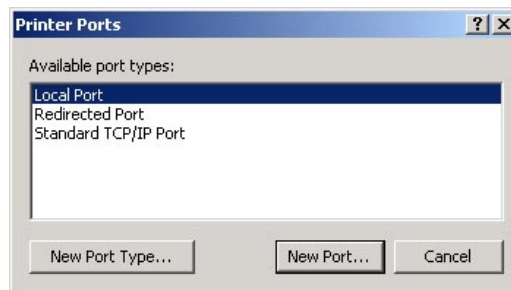 Printer Ports
Available port types:
Local Port
Redirected Port
Standard TCP/IP Port
New Port Type...
New Port...
Cancel